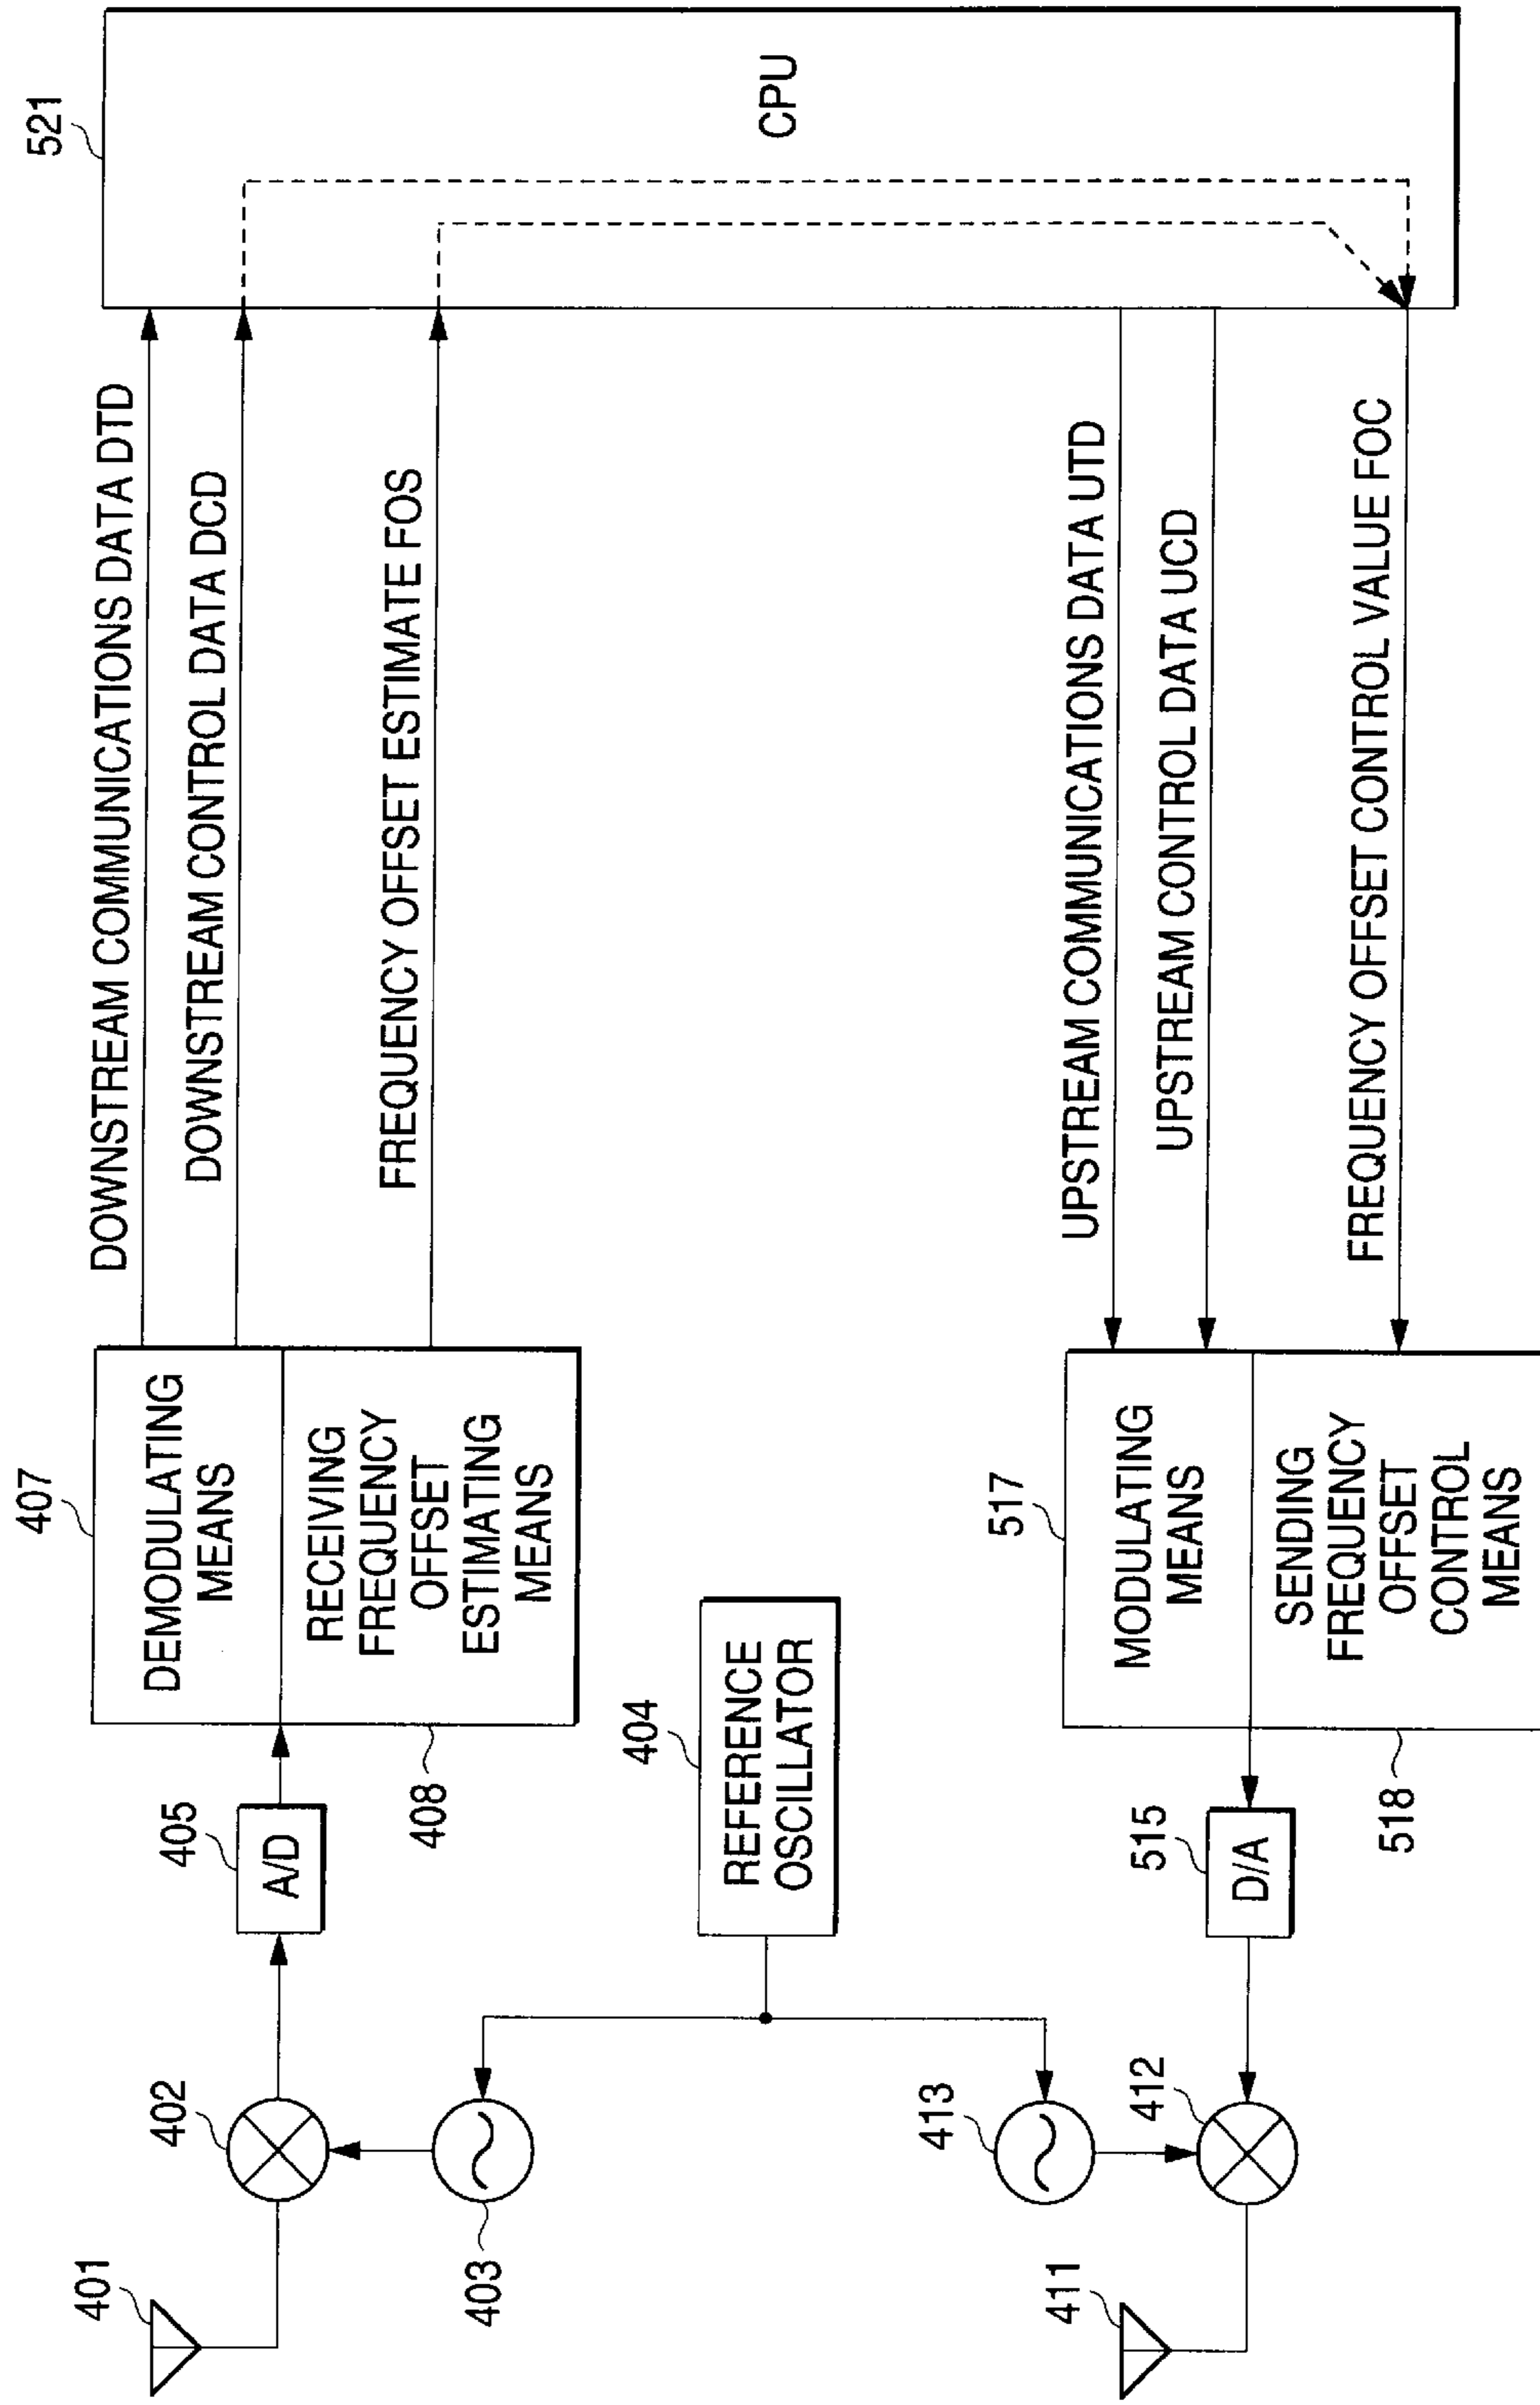 401
402
403
405
A/D
407
DEMODULATING
MEANS
408
RECEIVING
FREQUENCY
OFFSET
ESTIMATING
MEANS
DOWNSTREAM COMMUNICATIONS DATA DTD
DOWNSTREAM CONTROL DATA DCD
FREQUENCY OFFSET ESTIMATE FOS
521
CPU
404
REFERENCE
OSCILLATOR
411
412
413
515
D/A
517
MODULATING
MEANS
518
SENDING
FREQUENCY
OFFSET
CONTROL
MEANS
UPSTREAM COMMUNICATIONS DATA UTD
UPSTREAM CONTROL DATA UCD
FREQUENCY OFFSET CONTROL VALUE FOC